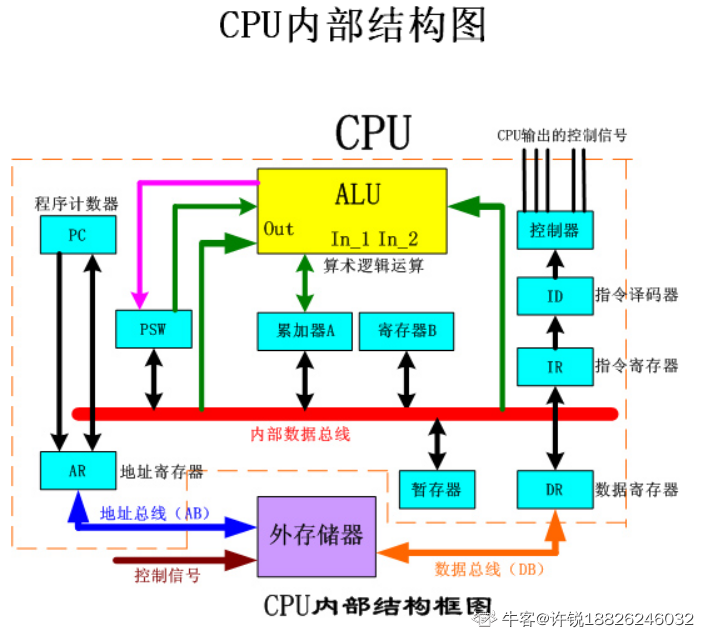 CPU内部结构图
CPU
CPU输出的控制信号
程序计数器
PC
ALU
Out
In_1 In_2
算术逻辑运算
控制器
ID
指令译码器
PSW
累加器A
寄存器B
IR
指令寄存器
内部数据总线
AR
地址寄存器
暂存器
DR
数据寄存器
地址总线（AB）
外存储器
控制信号
数据总线（DB）
CPU内部结构框图
牛客@许锐18826246032